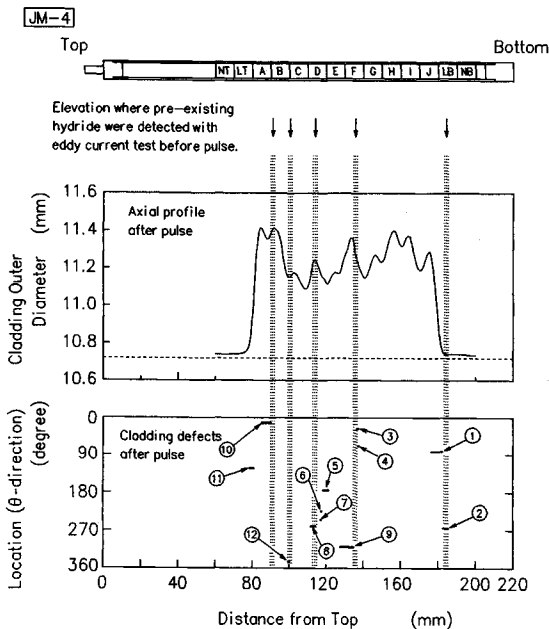 JM-4
Top
Bottom
NT LT A B C D E F G H I J LB NB
Elevation where pre-existing
hydride were detected with
eddy current test before pulse.
11.6
11.4
11.2
11.0
10.8
10.6
Cladding Outer
Diameter (mm)
Axial profile
after pulse
0
90
180
270
360
Location (θ-direction)
(degree)
Cladding defects
after pulse
1
2
3
4
5
6
7
8
9
10
11
12
0 40 80 120 160 200 220
Distance from Top (mm)